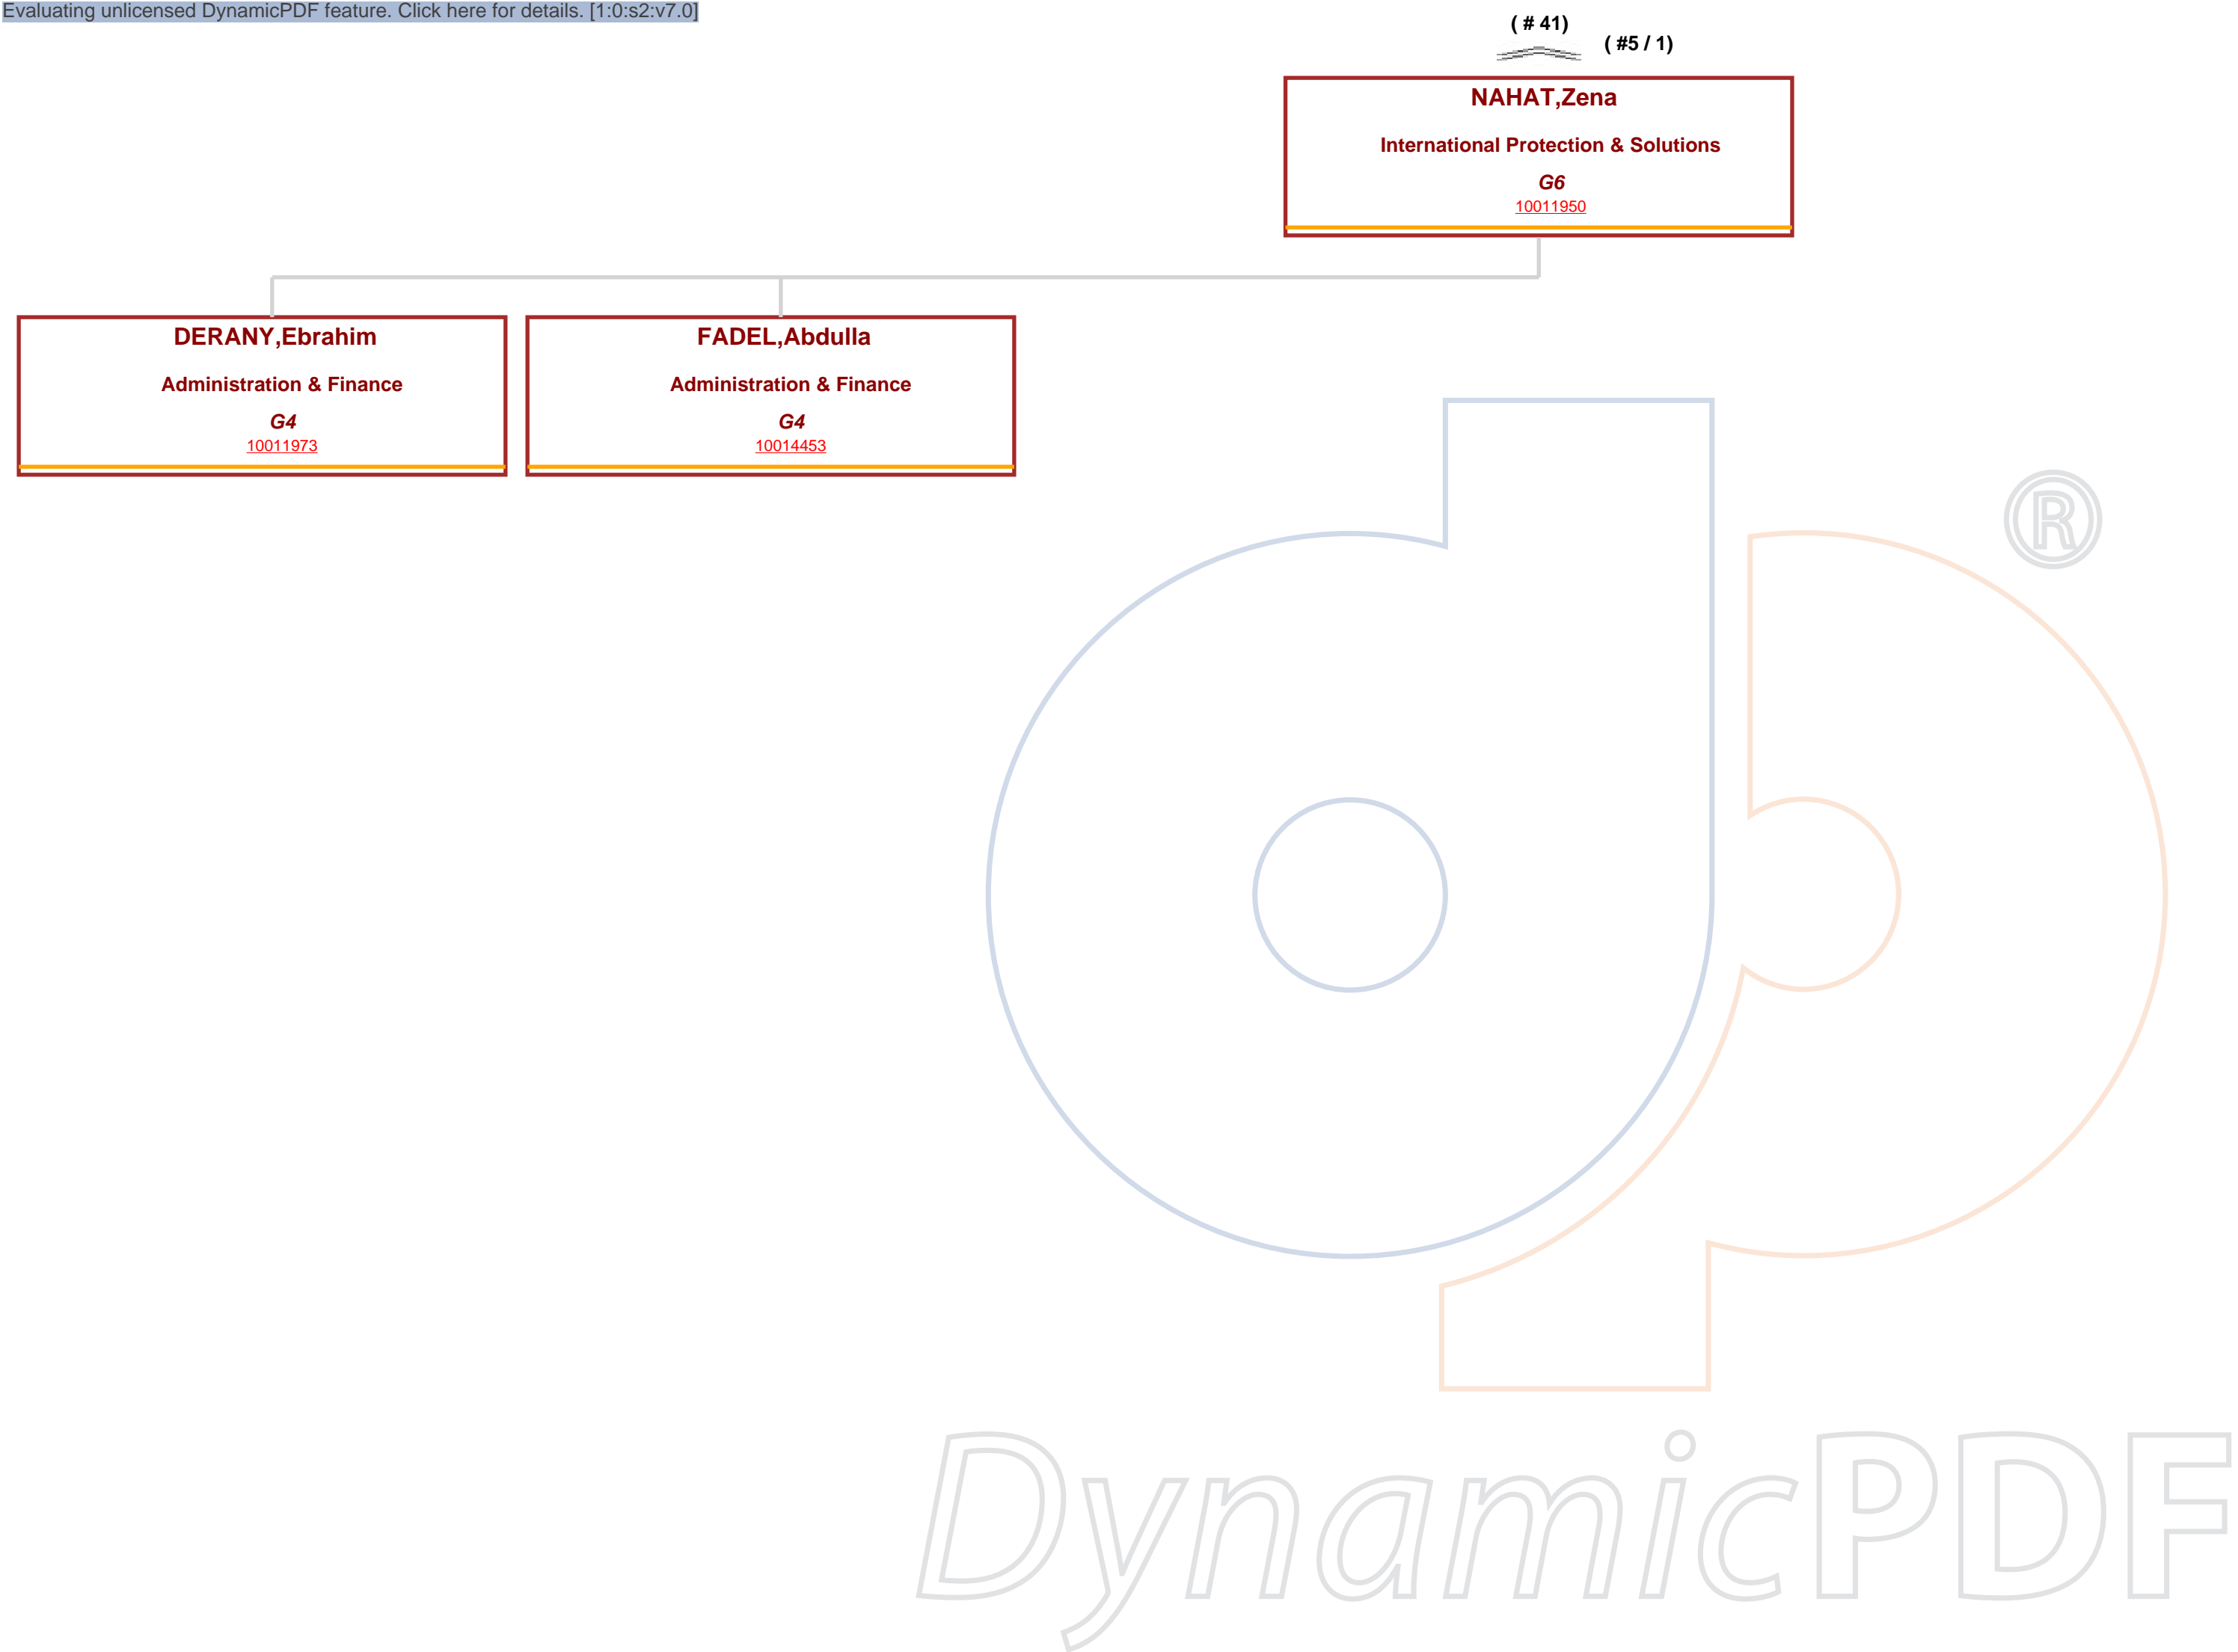 Evaluating unlicensed DynamicPDF feature. Click here for details. [1:0:s2:v7.0]
( # 41)
( #5 / 1)
NAHAT,Zena
International Protection & Solutions
G6
10011950
DERANY,Ebrahim
Administration & Finance
G4
10011973
FADEL,Abdulla
Administration & Finance
G4
10014453
®
DynamicPDF